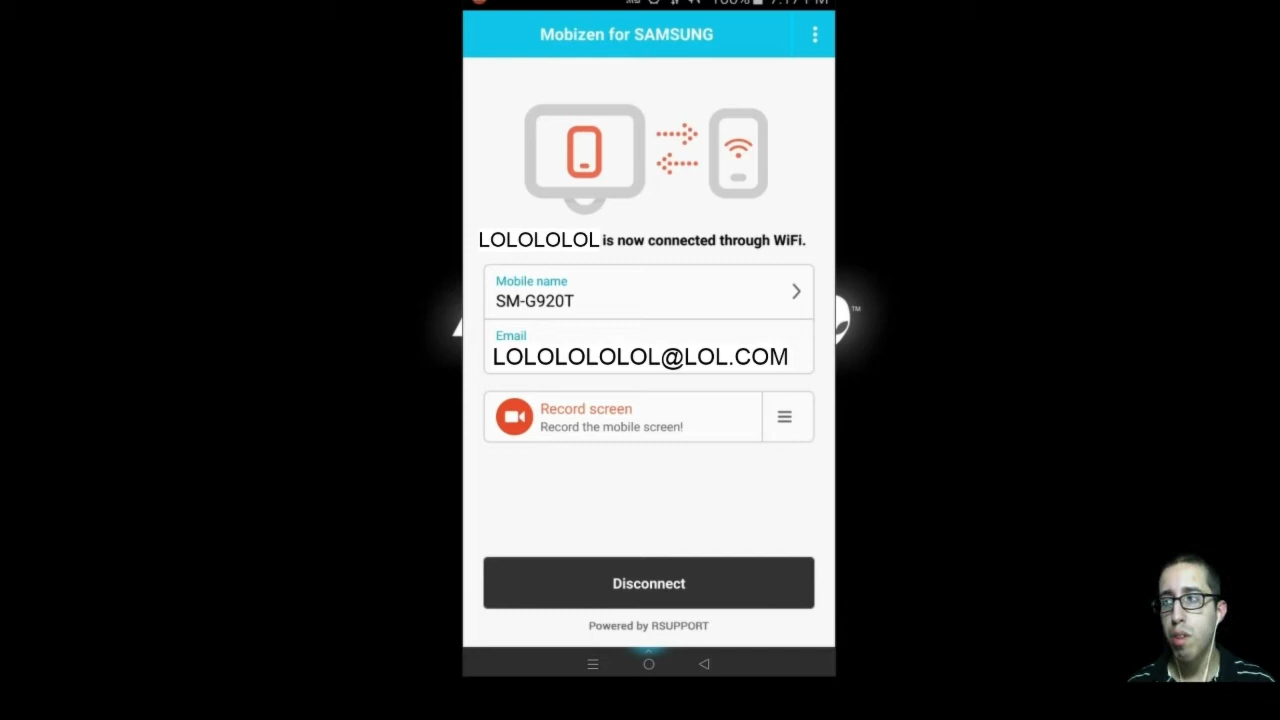 Mobizen for SAMSUNG
LOLOLOLOL is now connected through WiFi.
Mobile name
SM-G920T
Email
LOLOLOLOLOL@LOL.COM
Record screen
Record the mobile screen!
Disconnect
Powered by RSUPPORT
TM